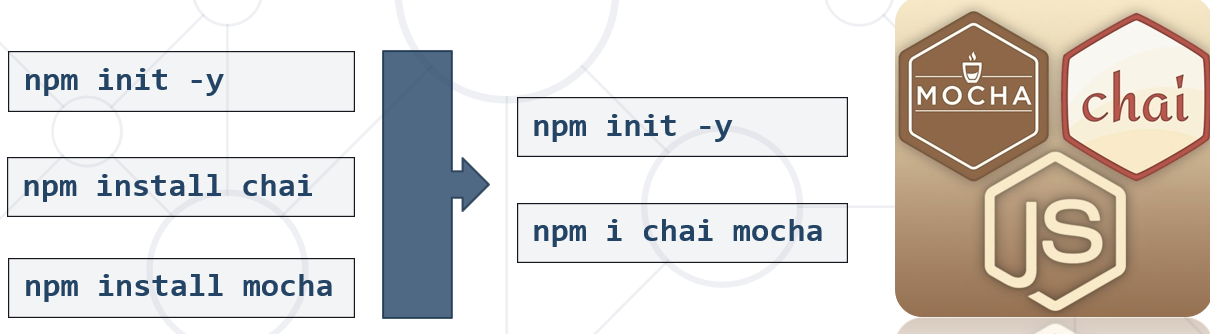 npm init -y
npm install chai
npm install mocha
npm init -y
npm i chai mocha
MOCHA
chai
JS